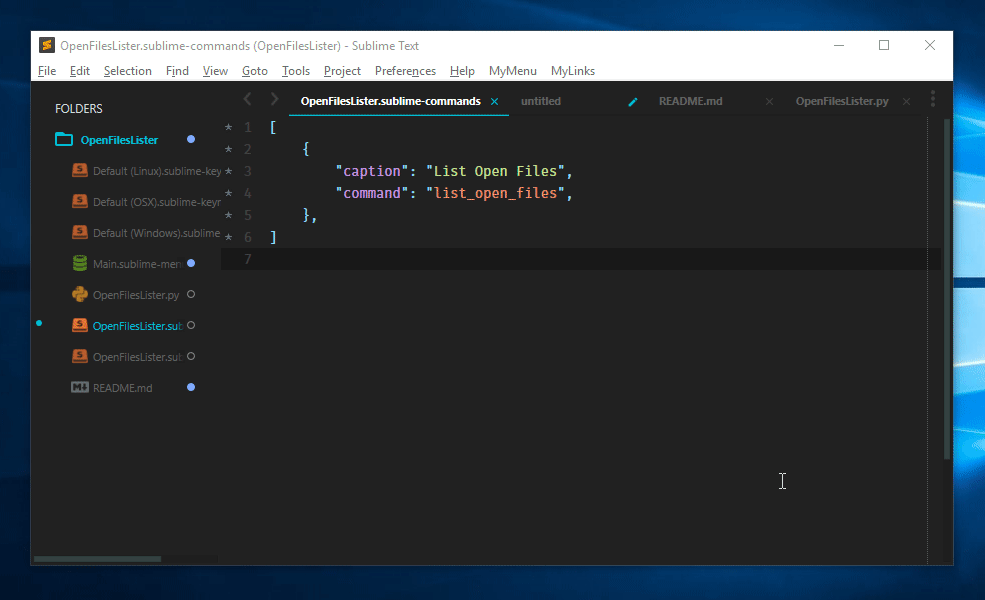 OpenFilesLister.sublime-commands (OpenFilesLister) - Sublime Text
File Edit Selection Find View Goto Tools Project Preferences Help MyMenu MyLinks
FOLDERS
OpenFilesLister
Default (Linux).sublime-key
Default (OSX).sublime-keyr
Default (Windows).sublime
Main.sublime-mer
OpenFilesLister.py
OpenFilesLister.sub
OpenFilesLister.sub
README.md
OpenFilesLister.sublime-commands untitled README.md OpenFilesLister.py
* 1 [
* 2 {
* 3 "caption": "List Open Files",
* 4 "command": "list_open_files",
* 5 },
* 6 ]
7